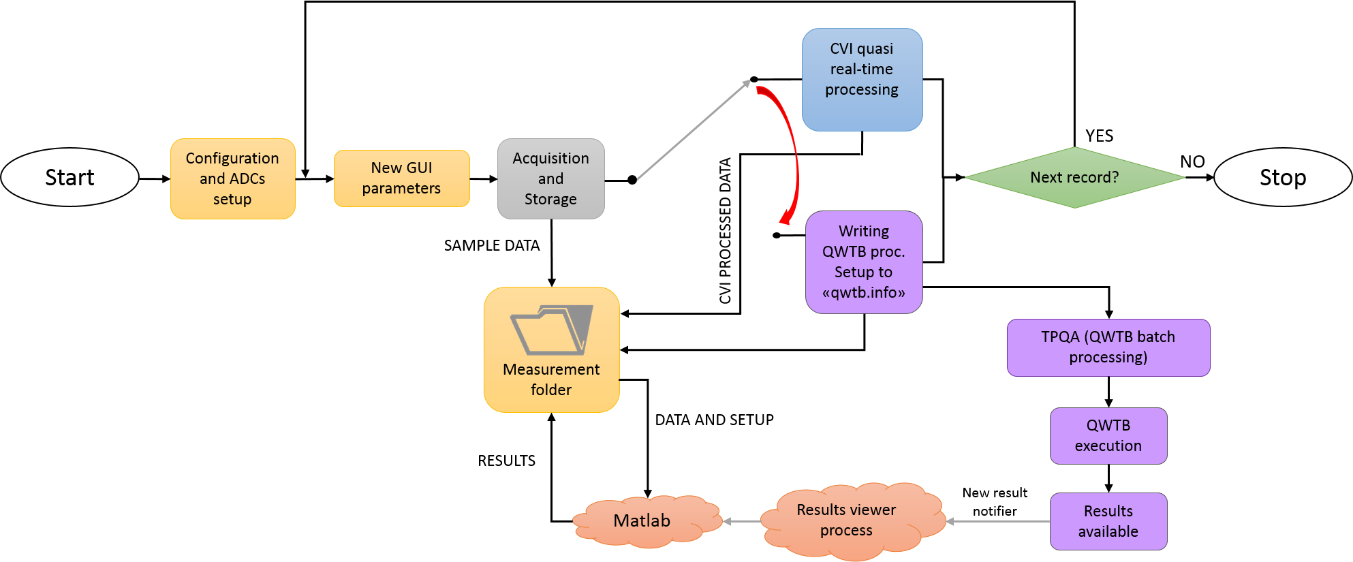 CVI quasi
real-time
processing
YES
Start
Configuration
and ADCs
setup
New GUI
parameters
Acquisition
and
Storage
Next record?
NO
Stop
SAMPLE DATA
CVI PROCESSED DATA
Writing
QWTB proc.
Setup to
«qwtb.info»
Measurement
folder
TPQA (QWTB batch
processing)
DATA AND SETUP
QWTB
execution
RESULTS
Matlab
Results viewer
process
New result
notifier
Results
available